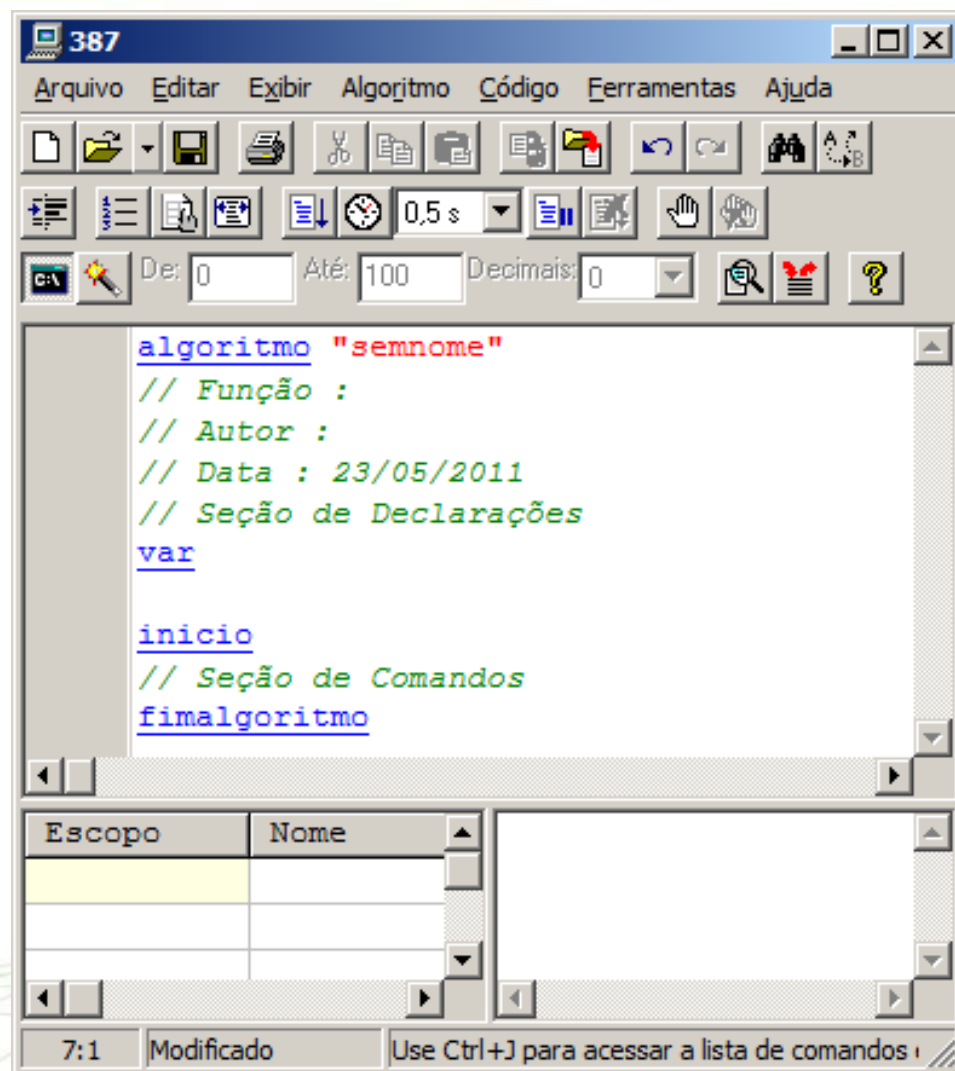 387
Arquivo Editar Exibir Algoritmo Código Ferramentas Ajuda
0,5 s
De: 0 Até: 100 Decimais: 0
algoritmo "semnome"
// Função :
// Autor :
// Data : 23/05/2011
// Seção de Declarações
var
inicio
// Seção de Comandos
fimalgoritmo
Escopo Nome
7:1 Modificado Use Ctrl+J para acessar a lista de comandos